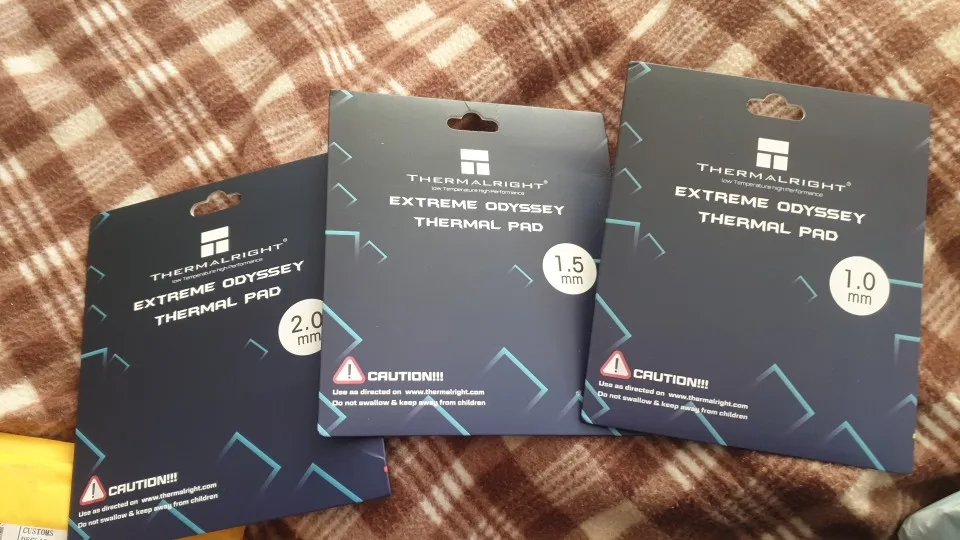 THERMALRIGHT®
low Temperature high Performance
EXTREME ODYSSEY
THERMAL PAD
2.0
mm
CAUTION!!!
Use as directed on www.thermalright.com
Do not swallow & keep away from children
THERMALRIGHT®
low Temperature high Performance
EXTREME ODYSSEY
THERMAL PAD
1.5
mm
CAUTION!!!
Use as directed on www.thermalright.com
Do not swallow & keep away from children
THERMALRIGHT®
low Temperature high Performance
EXTREME ODYSSEY
THERMAL PAD
1.0
mm
CAUTION!!!
Use as directed on www.thermalright.com
Do not swallow & keep away from children
CUSTOMS